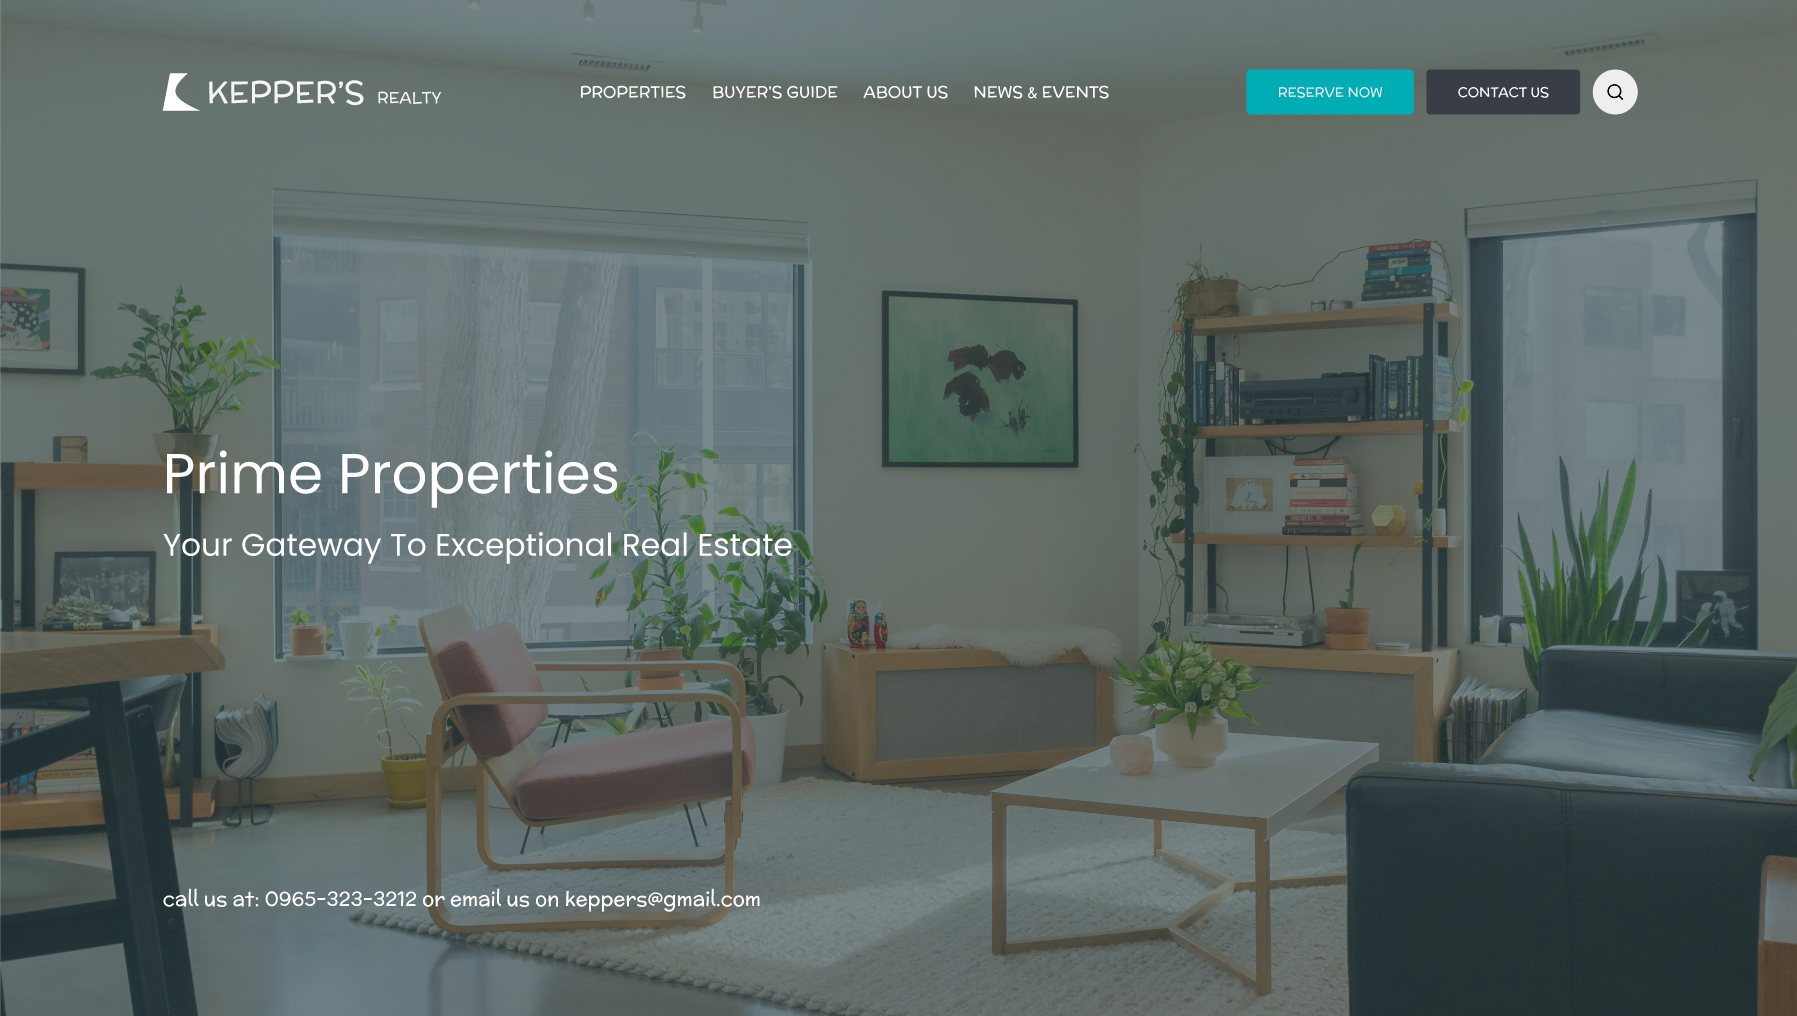 KEPPER'S REALTY
PROPERTIES BUYER'S GUIDE ABOUT US NEWS & EVENTS
RESERVE NOW
CONTACT US
Prime Properties
Your Gateway To Exceptional Real Estate
call us at: 0965-323-3212 or email us on keppers@gmail.com